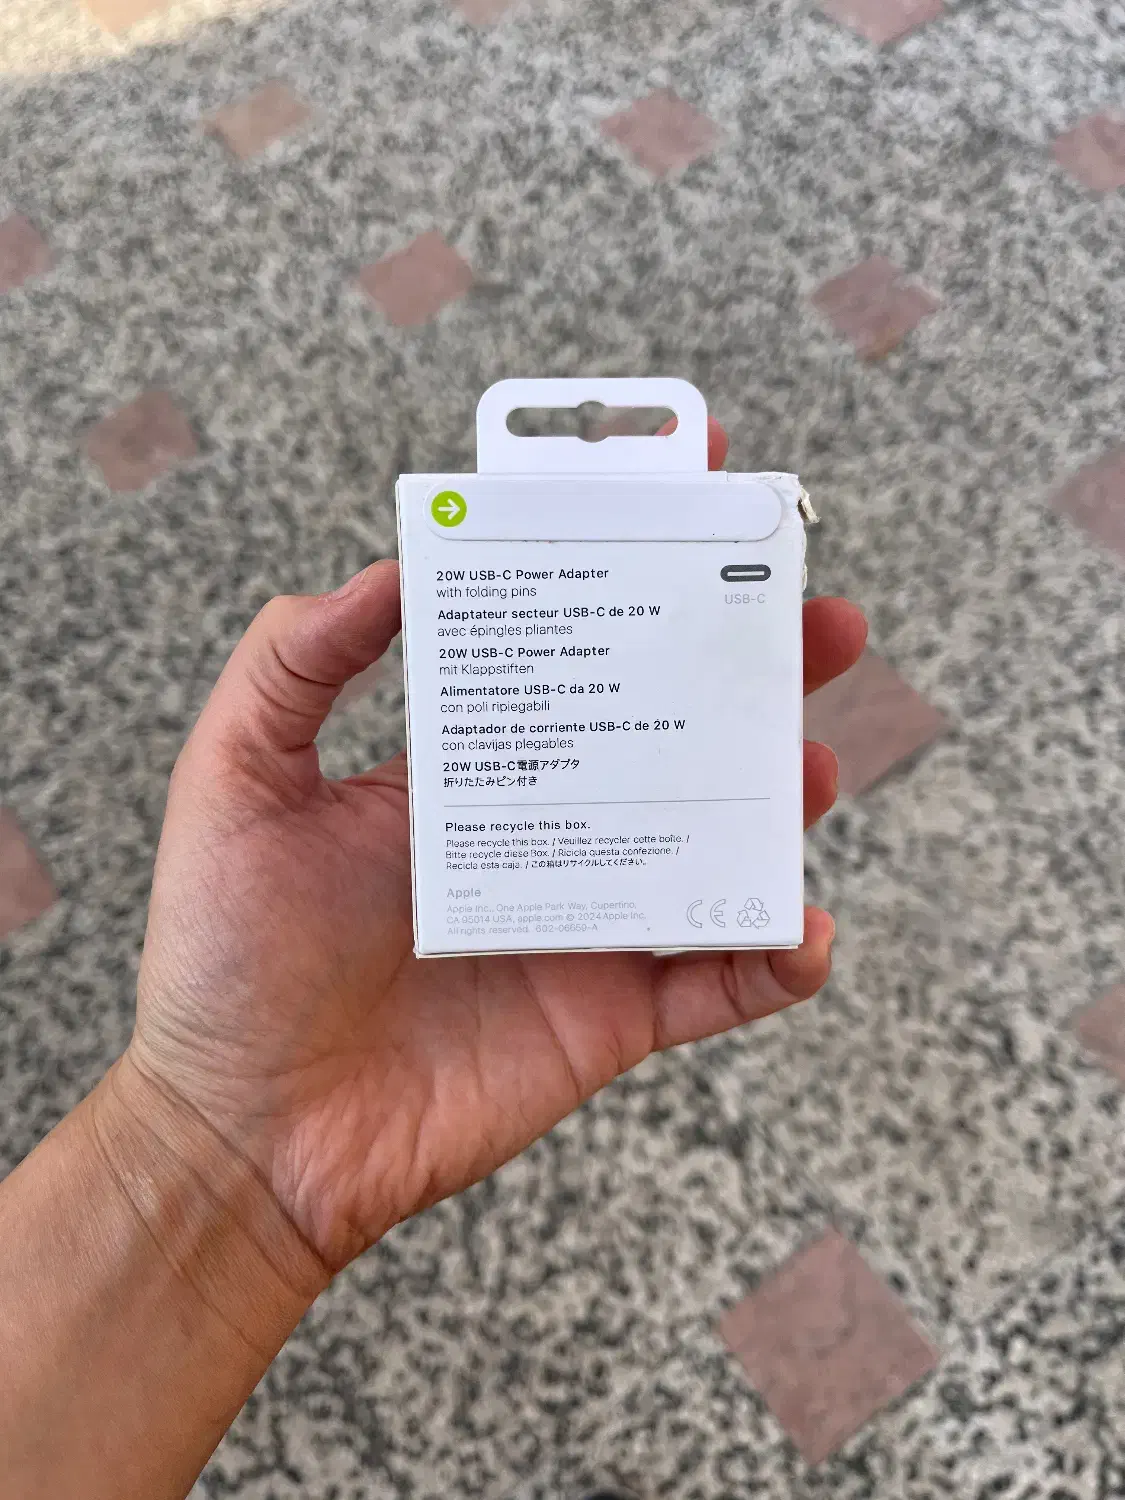 20W USB-C Power Adapter
with folding pins
USB-C
Adaptateur secteur USB-C de 20 W
avec épingles pliantes
20W USB-C Power Adapter
mit Klappstiften
Alimentatore USB-C da 20 W
con poli ripiegabili
Adaptador de corriente USB-C de 20 W
con clavijas plegables
20W USB-C電源アダプタ
折りたたみピン付き
Please recycle this box.
Please recycle this box. / Veuillez recycler cette boîte. /
Bitte recycle diese Box. / Ricicla questa confezione. /
Recicla esta caja. / この箱はリサイクルしてください。
Apple
Apple Inc., One Apple Park Way, Cupertino,
CA 95014 USA, apple.com © 2024 Apple Inc.
All rights reserved. 602-06659-A
CE